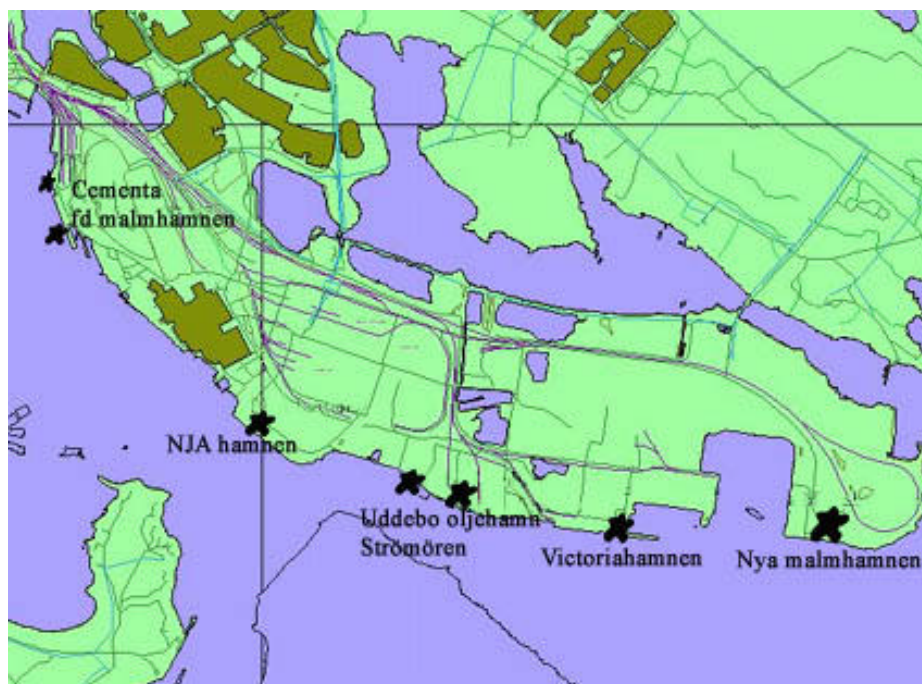 Cementa
fd malmhamnen
NJA hamnen
Uddebo oljehamn
Strömören
Victoriahamnen
Nya malmhamnen